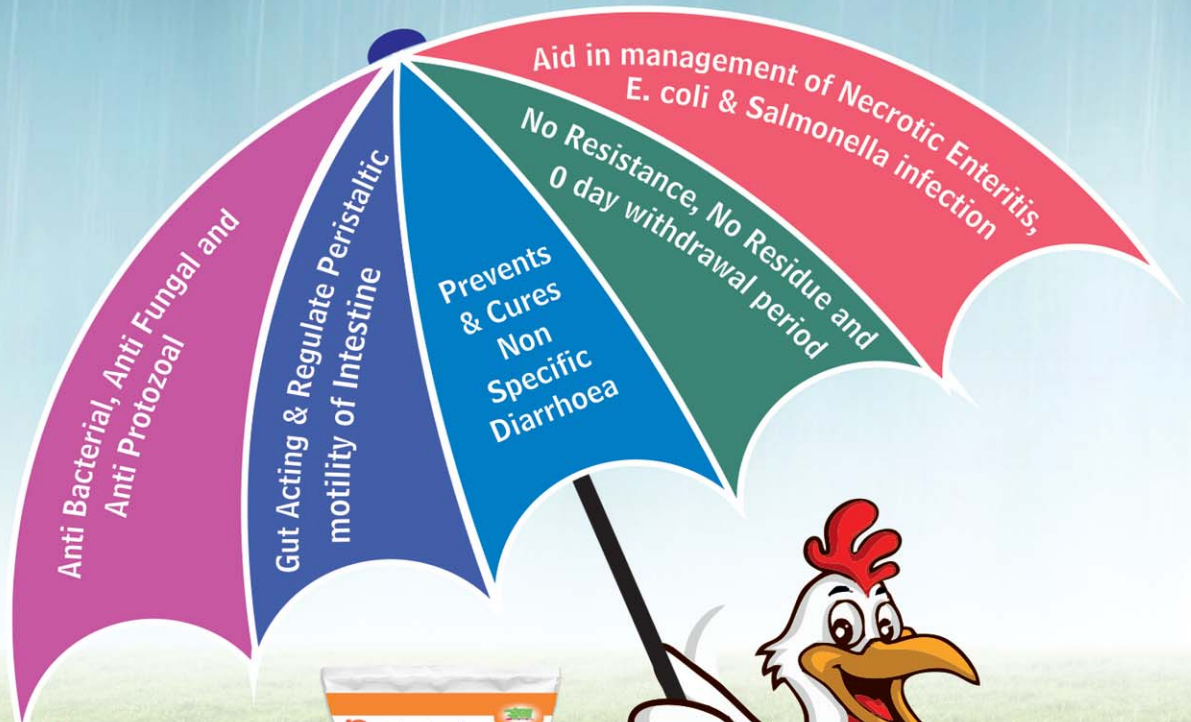 Anti Bacterial, Anti Fungal and
Anti Protozoal
Gut Acting & Regulate Peristaltic
motility of Intestine
Prevents
& Cures
Non
Specific
Diarrhoea
No Resistance, No Residue and
0 day withdrawal period
Aid in management of Necrotic Enteritis,
E. coli & Salmonella infection